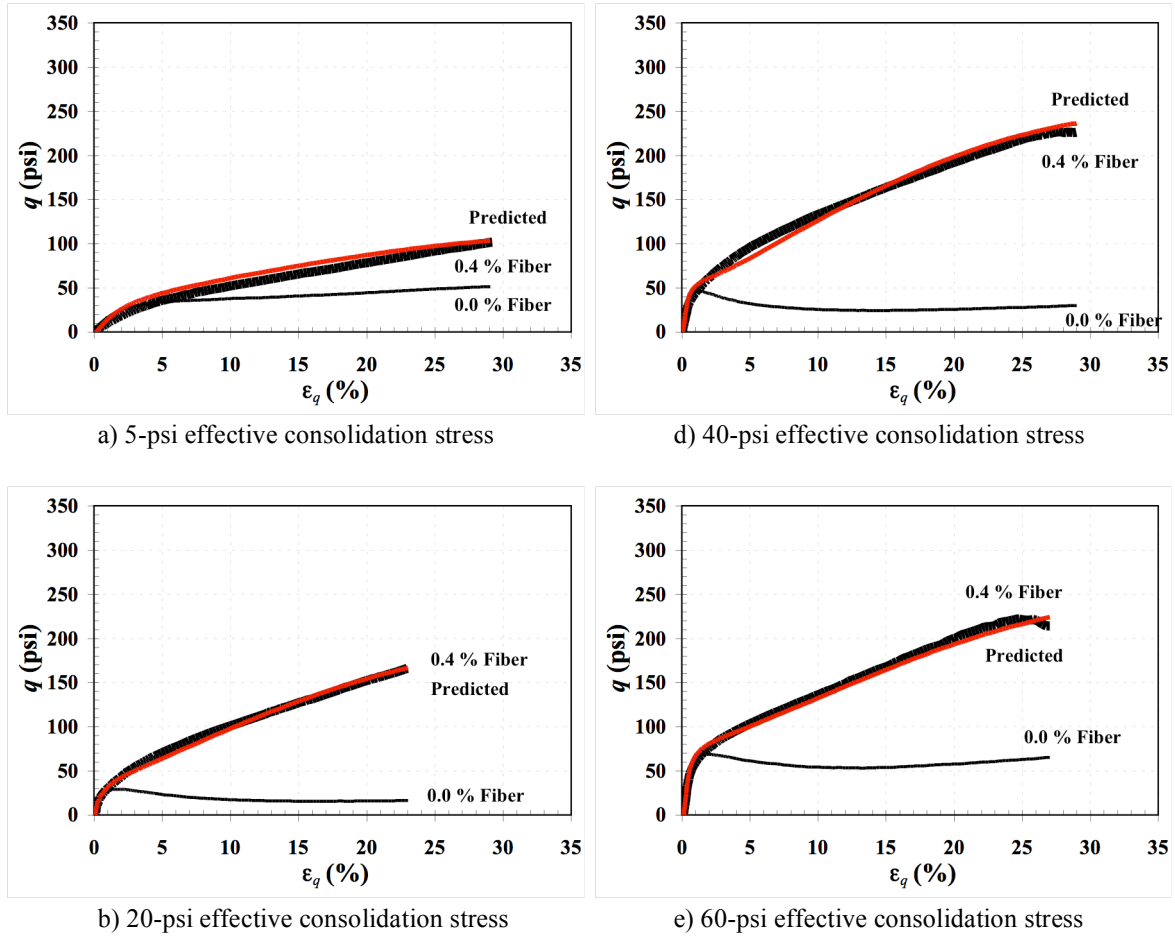 350
300
250
200
150
100
50
0
q (psi)
Predicted
0.4 % Fiber
0.0 % Fiber
0 5 10 15 20 25 30 35
εq (%)
a) 5-psi effective consolidation stress
350
300
250
200
150
100
50
0
q (psi)
Predicted
0.4 % Fiber
0.0 % Fiber
0 5 10 15 20 25 30 35
εq (%)
d) 40-psi effective consolidation stress
350
300
250
200
150
100
50
0
q (psi)
0.4 % Fiber
Predicted
0.0 % Fiber
0 5 10 15 20 25 30 35
εq (%)
b) 20-psi effective consolidation stress
350
300
250
200
150
100
50
0
q (psi)
0.4 % Fiber
Predicted
0.0 % Fiber
0 5 10 15 20 25 30 35
εq (%)
e) 60-psi effective consolidation stress